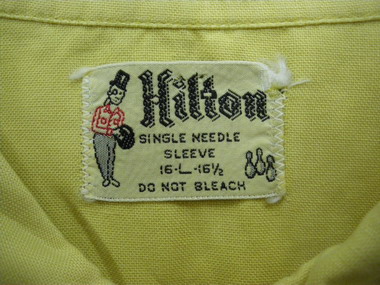 Hilton
SINGLE NEEDLE
SLEEVE
16-L-16½
DO NOT BLEACH